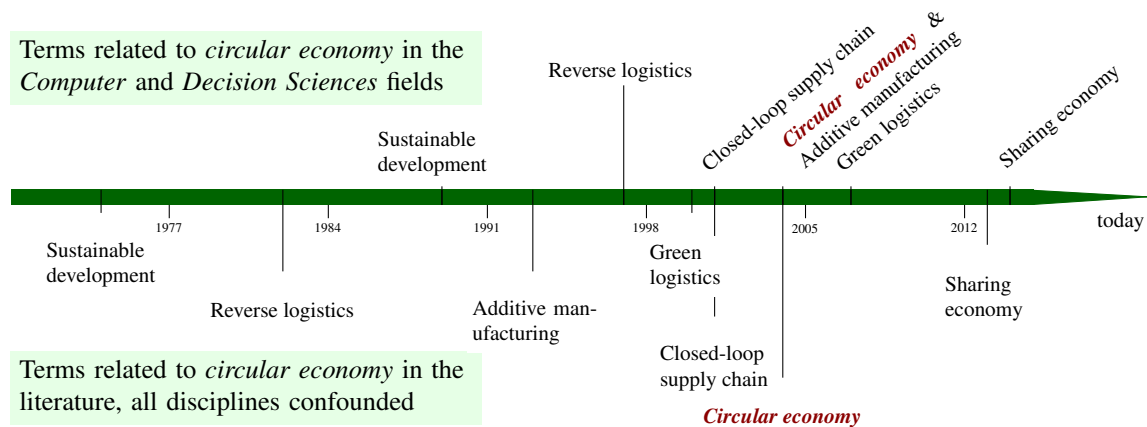 Terms related to circular economy in the
Computer and Decision Sciences fields
Reverse logistics
Sustainable
development
Closed-loop supply chain
Circular economy &
Additive manufacturing
Green logistics
Sharing economy
1977
1984
1991
1998
2005
2012
today
Sustainable
development
Reverse logistics
Additive man-
ufacturing
Green
logistics
Closed-loop
supply chain
Circular economy
Sharing
economy
Terms related to circular economy in the
literature, all disciplines confounded